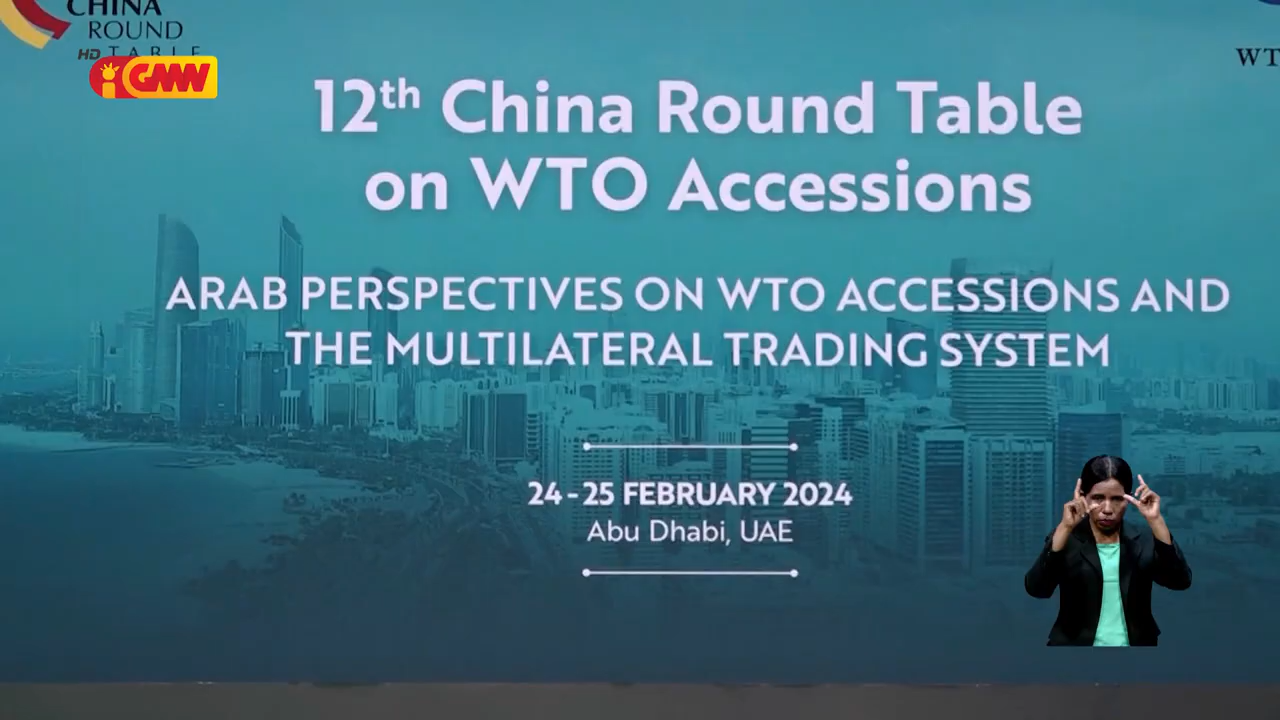 CHINA
ROUND
TABLE
HD
GMN
WT
12th China Round Table
on WTO Accessions
ARAB PERSPECTIVES ON WTO ACCESSIONS AND
THE MULTILATERAL TRADING SYSTEM
24-25 FEBRUARY 2024
Abu Dhabi, UAE